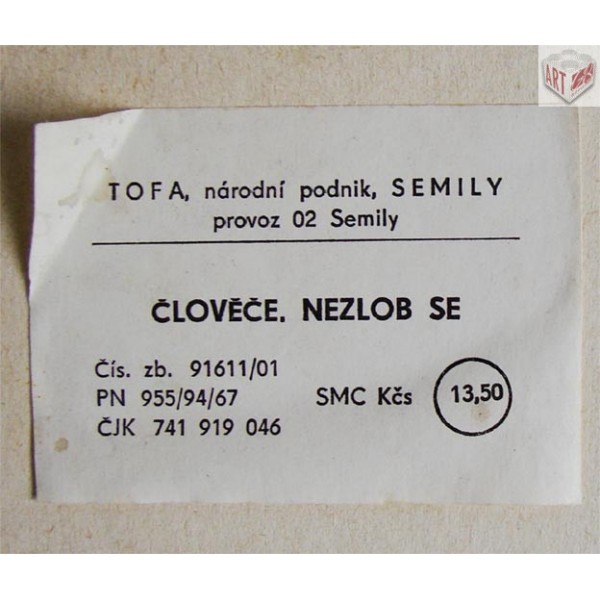 ART
TOFA, národní podnik, SEMILY
provoz 02 Semily
ČLOVĚČE, NEZLOB SE
Čís. zb. 91611/01
PN 955/94/67
SMC Kčs 13,50
ČJK 741 919 046